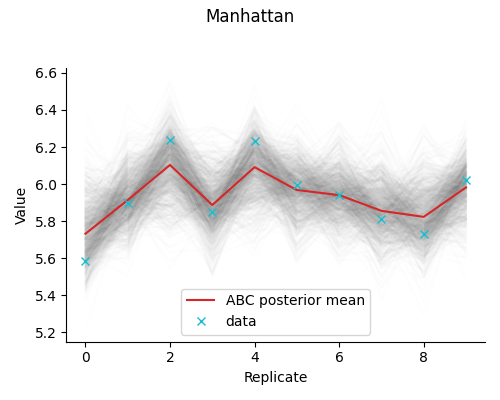 Manhattan
6.6
6.4
6.2
6.0
5.8
5.6
5.4
5.2
Value
ABC posterior mean
data
0 2 4 6 8
Replicate